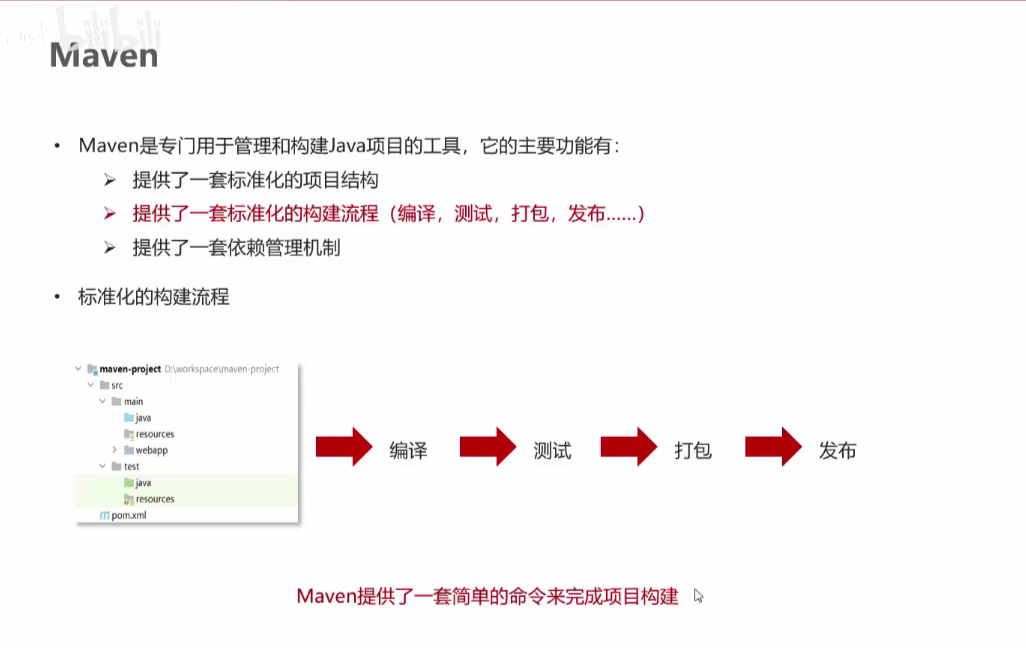 bilibili
Maven
• Maven是专门用于管理和构建Java项目的工具，它的主要功能有：
➢ 提供了一套标准化的项目结构
➢ 提供了一套标准化的构建流程（编译，测试，打包，发布……）
➢ 提供了一套依赖管理机制
• 标准化的构建流程
maven-project D:\workspace\maven-project
src
main
java
resources
webapp
test
java
resources
pom.xml
编译
测试
打包
发布
Maven提供了一套简单的命令来完成项目构建